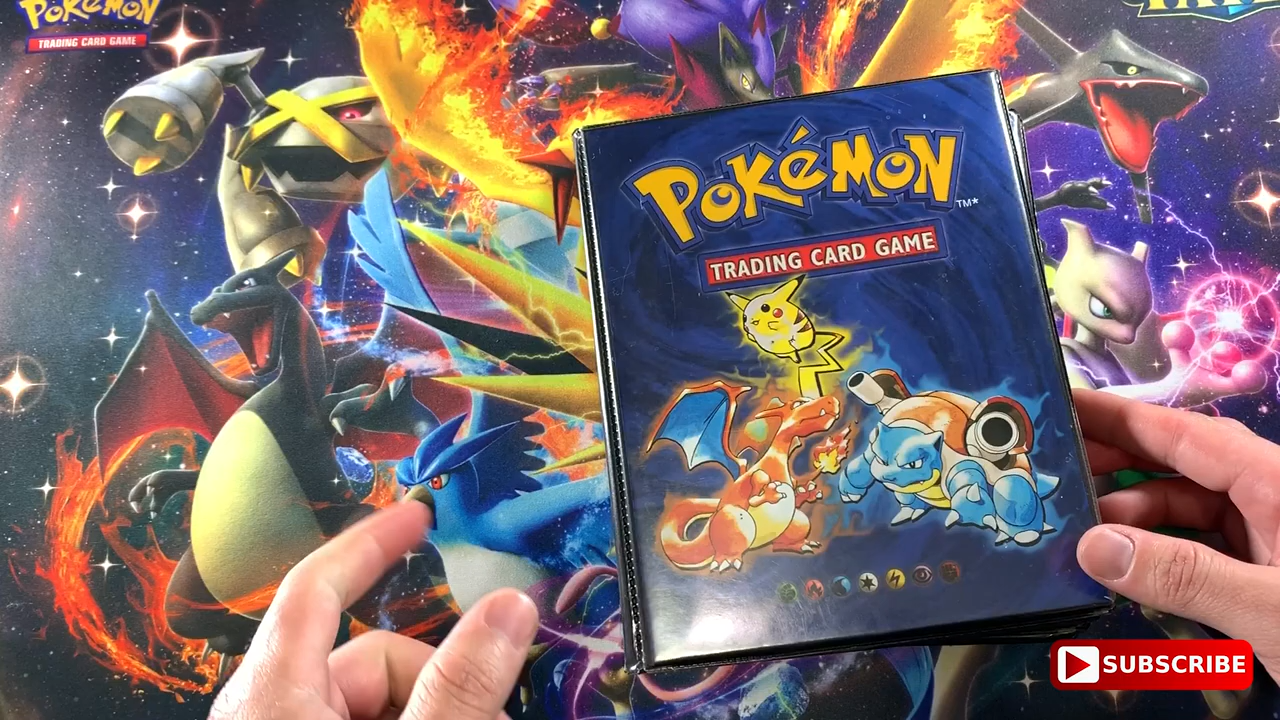 POKéMON
TRADING CARD GAME
POKéMON
TM*
TRADING CARD GAME
SUBSCRIBE